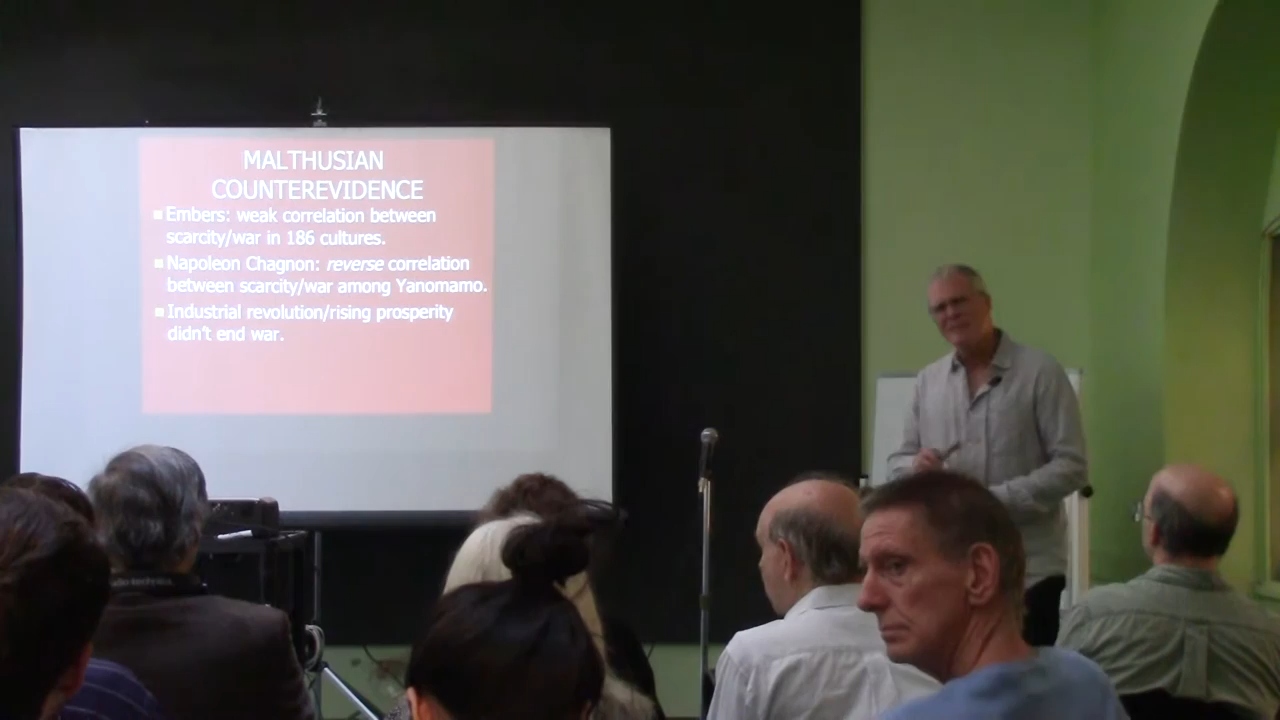 MALTHUSIAN
COUNTEREVIDENCE
Embers: weak correlation between
scarcity/war in 186 cultures.
Napoleon Chagnon: reverse correlation
between scarcity/war among Yanomamo.
Industrial revolution/rising prosperity
didn't end war.